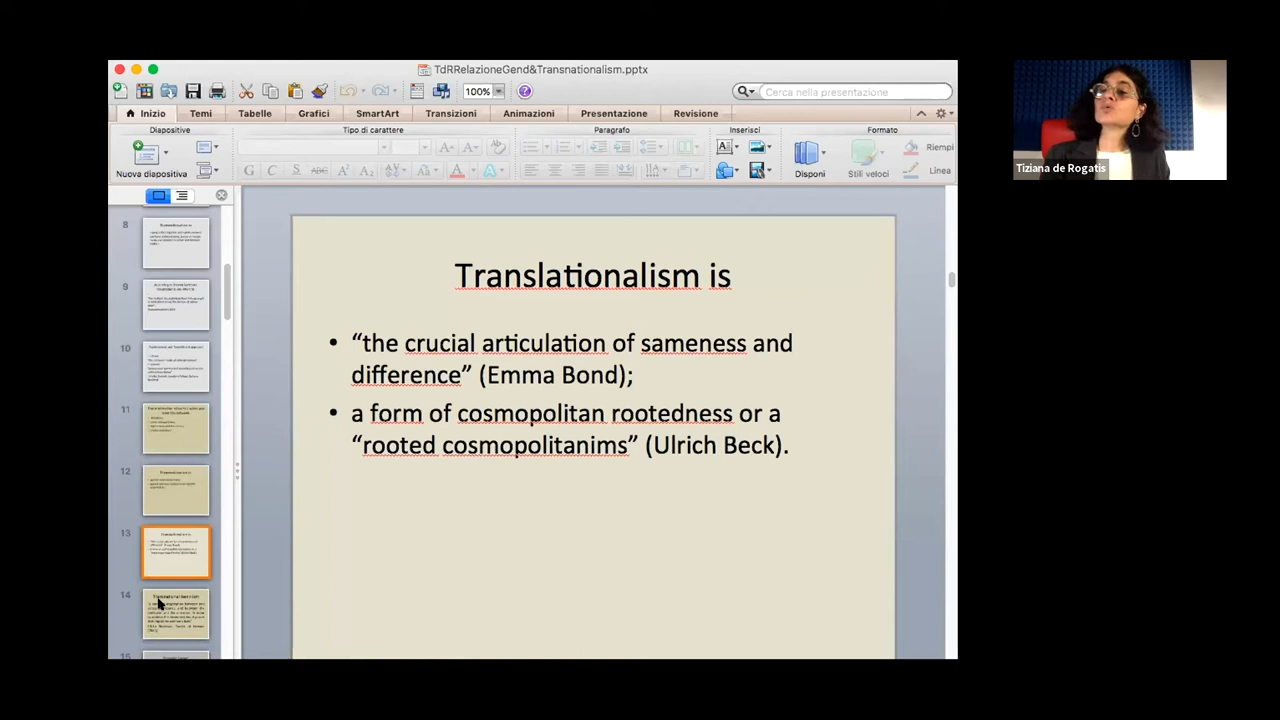 TdRRelazioneGend&Transnationalism.pptx
100%
Cerca nella presentazione
Inizio
Temi
Tabelle
Grafici
SmartArt
Transizioni
Animazioni
Presentazione
Revisione
Diapositive
Tipo di carattere
Paragrafo
Inserisci
Formato
Nuova diapositiva
G C S ABC
Disponi
Stili veloci
Riempi
Linea
8
9
10
11
12
13
14
Translationalism is
• “the crucial articulation of sameness and
difference” (Emma Bond);
• a form of cosmopolitan rootedness or a
“rooted cosmopolitanims” (Ulrich Beck).
Tiziana de Rogatis